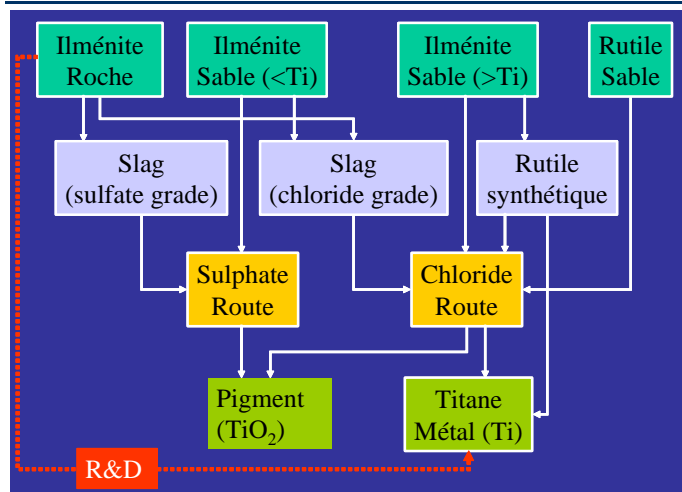 Ilménite
Roche
Ilménite
Sable (<Ti)
Ilménite
Sable (>Ti)
Rutile
Sable
Slag
(sulfate grade)
Slag
(chloride grade)
Rutile
synthétique
Sulphate
Route
Chloride
Route
Pigment
(TiO₂)
Titane
Métal (Ti)
R&D